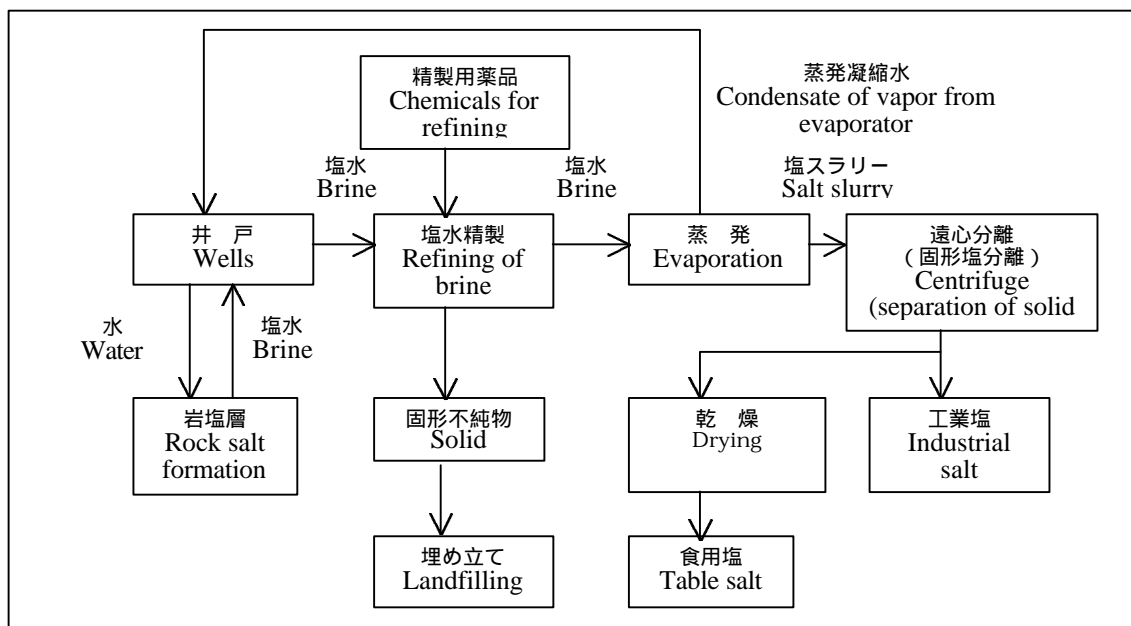 精製用薬品
Chemicals for
refining
蒸発凝縮水
Condensate of vapor from
evaporator
塩水
Brine
塩水
Brine
塩スラリー
Salt slurry
井 戸
Wells
塩水精製
Refining of
brine
蒸 発
Evaporation
遠心分離
(固形塩分離)
Centrifuge
(separation of solid
水
Water
塩水
Brine
岩塩層
Rock salt
formation
固形不純物
Solid
乾 燥
Drying
工業塩
Industrial
salt
埋め立て
Landfilling
食用塩
Table salt